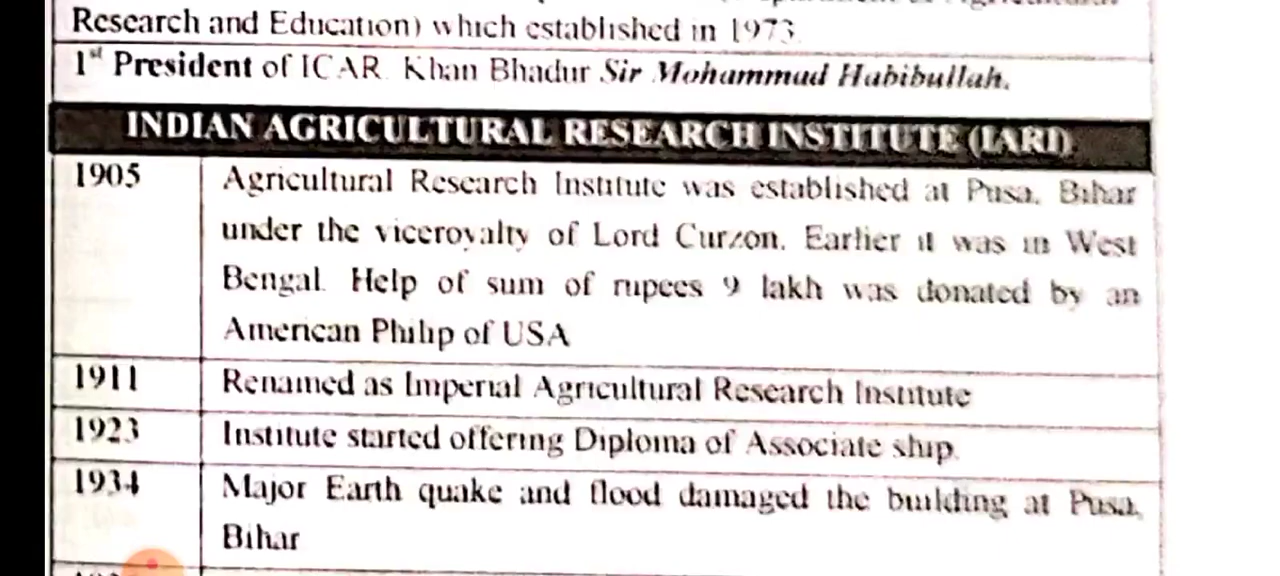 Research and Education) which established in 1973.
1st President of ICAR Khan Bhadur Sir Mohammad Habibullah.
INDIAN AGRICULTURAL RESEARCH INSTITUTE (IARI)
1905
Agricultural Research Institute was established at Pusa, Bihar
under the viceroyalty of Lord Curzon. Earlier it was in West
Bengal. Help of sum of rupees 9 lakh was donated by an
American Philip of USA
1911
Renamed as Imperial Agricultural Research Institute
1923
Institute started offering Diploma of Associate ship.
1934
Major Earth quake and flood damaged the building at Pusa,
Bihar